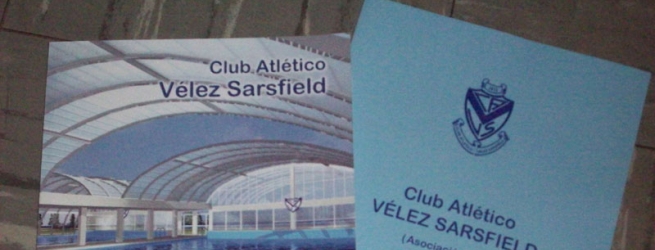 Club Atlético
Vélez Sarsfield
Club Atlético
VÉLEZ SARSFIELD